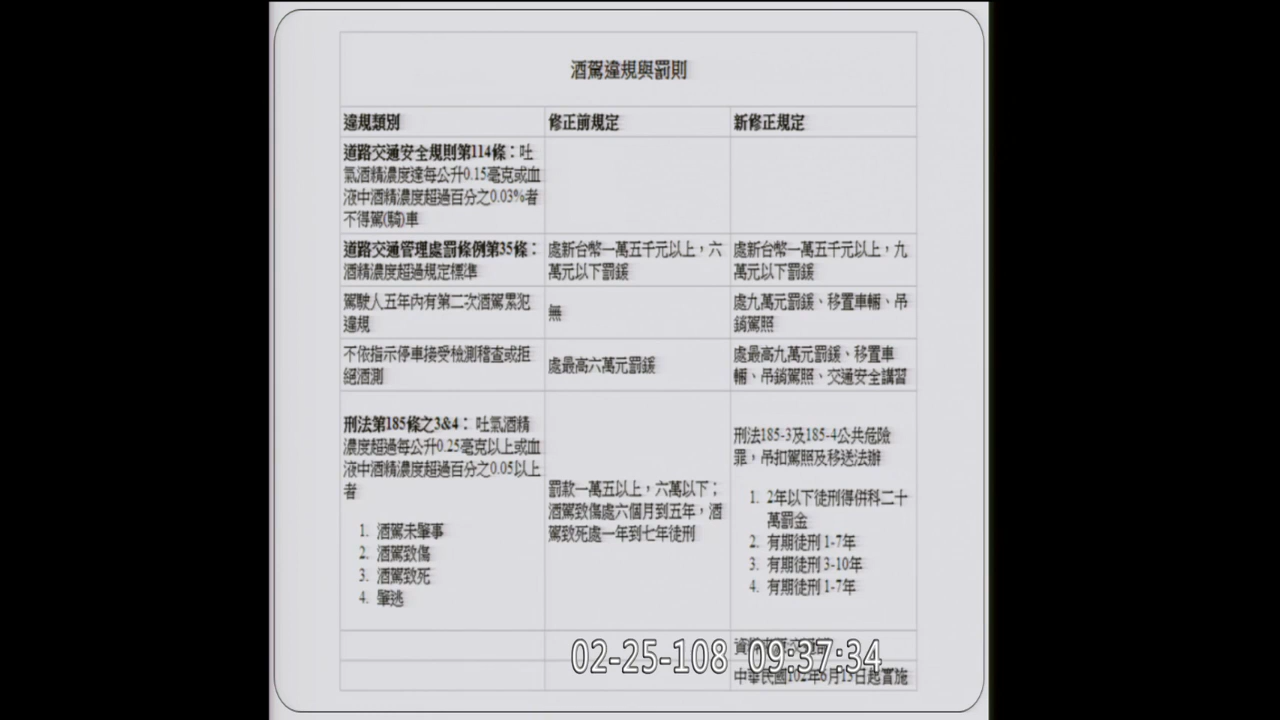 酒駕違規與罰則
違規類別
修正前規定
新修正規定
道路交通安全規則第114條：吐
氣酒精濃度達每公升0.15毫克或血
液中酒精濃度超過百分之0.03%者
不得駕(騎)車
道路交通管理處罰條例第35條：
酒精濃度超過規定標準
處新台幣一萬五千元以上，六
萬元以下罰鍰
處新台幣一萬五千元以上，九
萬元以下罰鍰
駕駛人五年內有第二次酒駕累犯
違規
無
處九萬元罰鍰、移置車輛、吊
銷駕照
不依指示停車接受檢測稽查或拒
絕酒測
處最高六萬元罰鍰
處最高九萬元罰鍰、移置車
輛、吊銷駕照、交通安全講習
刑法第185條之3&4： 吐氣酒精
濃度超過每公升0.25毫克以上或血
液中酒精濃度超過百分之0.05以上
者
1. 酒駕未肇事
2. 酒駕致傷
3. 酒駕致死
4. 肇逃
罰款一萬五以上，六萬以下；
酒駕致傷處六個月到五年，酒
駕致死處一年到七年徒刑
刑法185-3及185-4公共危險
罪，吊扣駕照及移送法辦
1. 2年以下徒刑得併科二十
萬罰金
2. 有期徒刑 1-7年
3. 有期徒刑 3-10年
4. 有期徒刑 1-7年
02-25-108 09:37:34
中華民國102年6月13日起實施